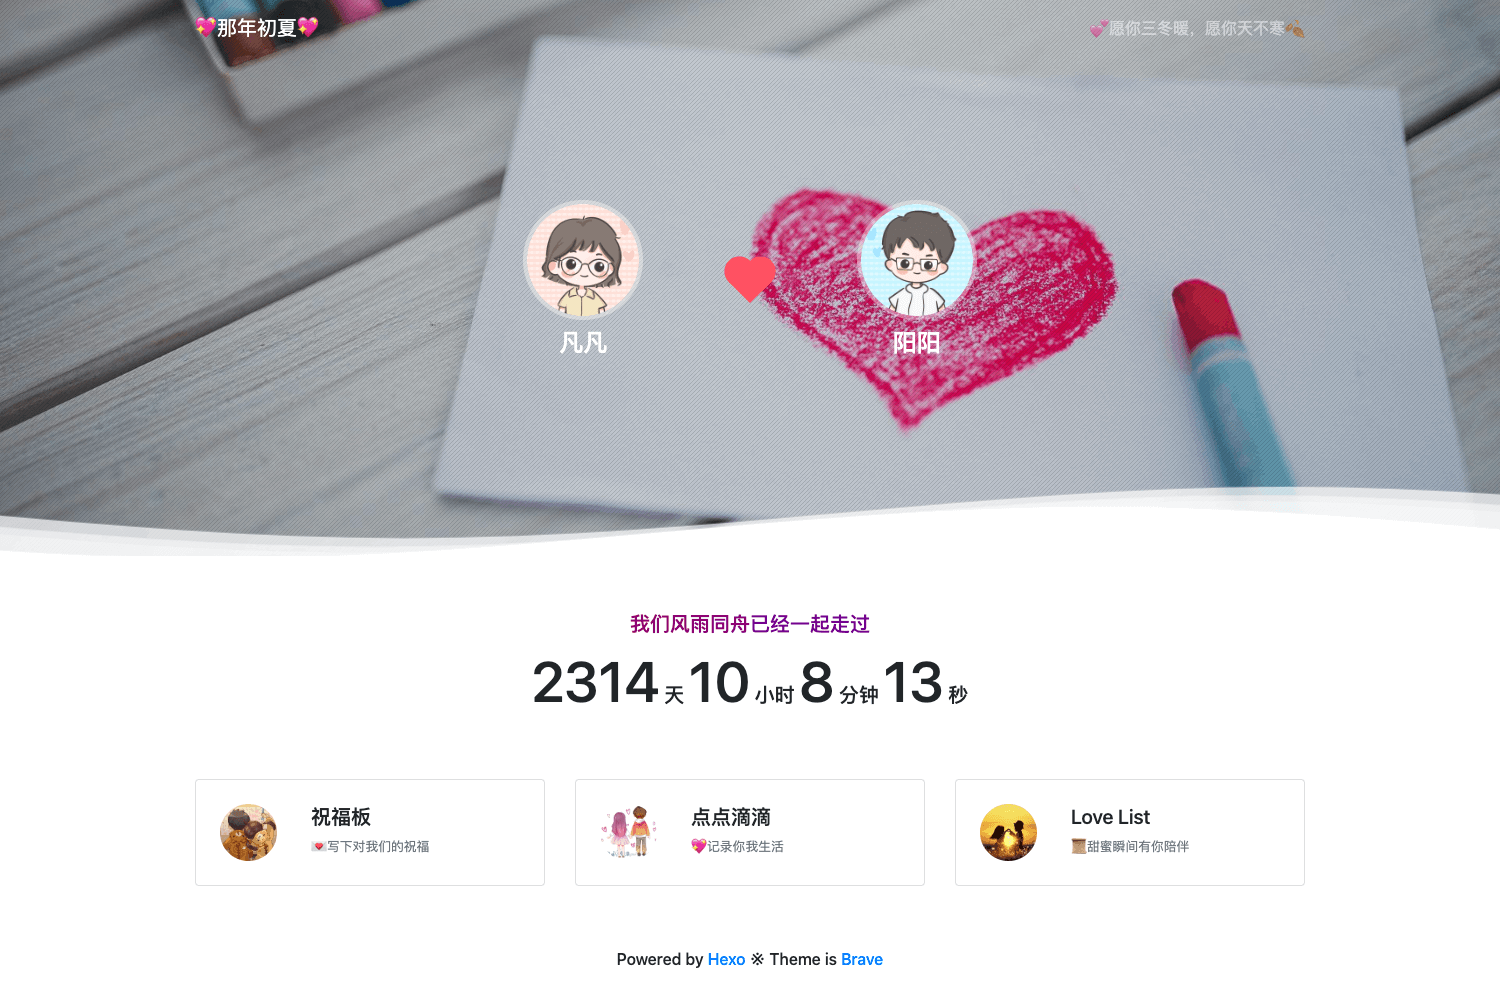 💖那年初夏💖
💞愿你三冬暖，愿你天不寒🍂
凡凡
阳阳
我们风雨同舟已经一起走过
2314 天 10 小时 8 分钟 13 秒
祝福板
💌写下对我们的祝福
点点滴滴
💖记录你我生活
Love List
📜甜蜜瞬间有你陪伴
Powered by Hexo ※ Theme is Brave